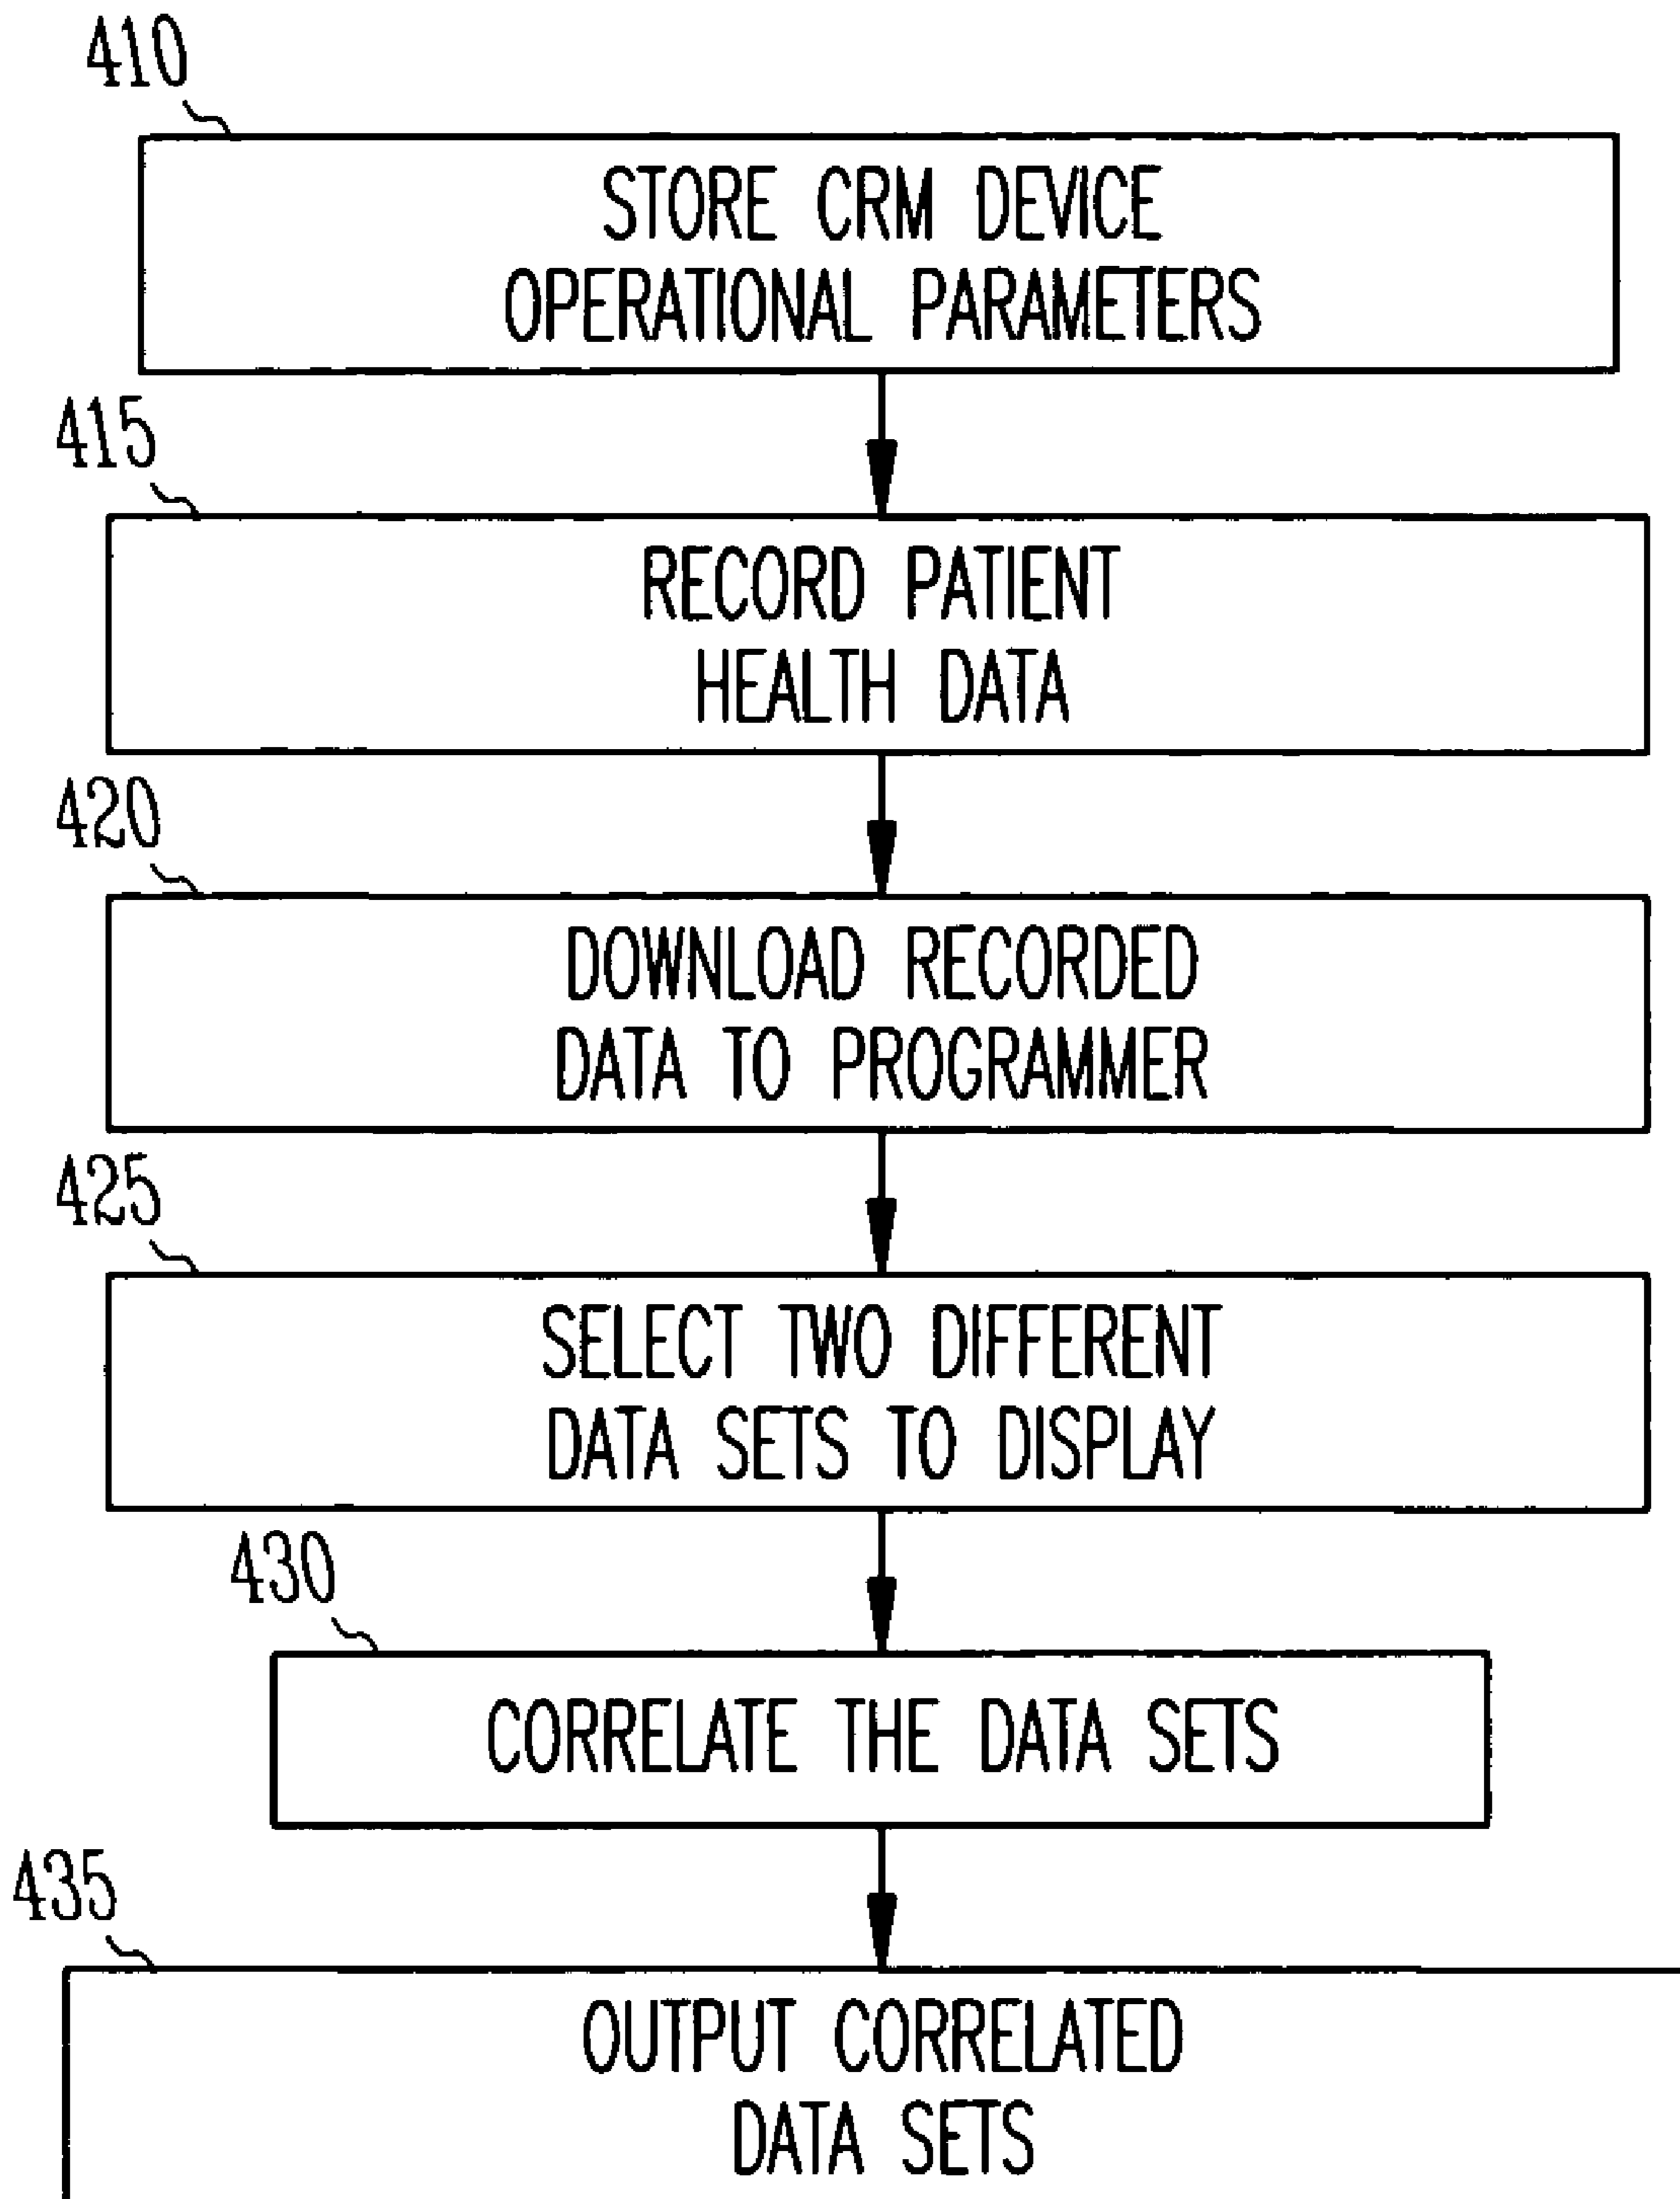 410
STORE CRM DEVICE
OPERATIONAL PARAMETERS
415
RECORD PATIENT
HEALTH DATA
420
DOWNLOAD RECORDED
DATA TO PROGRAMMER
425
SELECT TWO DIFFERENT
DATA SETS TO DISPLAY
430
CORRELATE THE DATA SETS
435
OUTPUT CORRELATED
DATA SETS